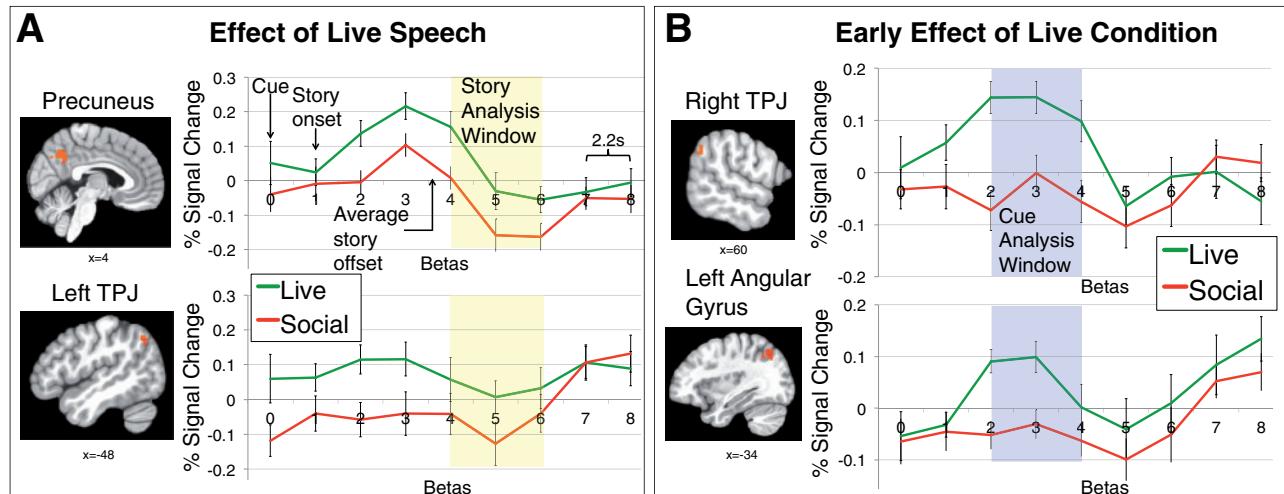 A
Effect of Live Speech
Precuneus
x=4
% Signal Change
0.3
0.2
0.1
0
-0.1
-0.2
Cue
Story
onset
Story
Analysis
Window
2.2s
0 1 2 3 4 5 6 7 8
Average
story
offset
Betas
Left TPJ
x=-48
% Signal Change
0.3
0.2
0.1
0
-0.1
-0.2
Live
Social
0 1 2 3 4 5 6 7 8
Betas
B
Early Effect of Live Condition
Right TPJ
x=60
% Signal Change
0.2
0.1
0
-0.1
-0.2
0 1 2 3 4 5 6 7 8
Cue
Analysis
Window
Live
Social
Betas
Left Angular
Gyrus
x=-34
% Signal Change
0.2
0.1
0
-0.1
0 1 2 3 4 5 6 7 8
Betas